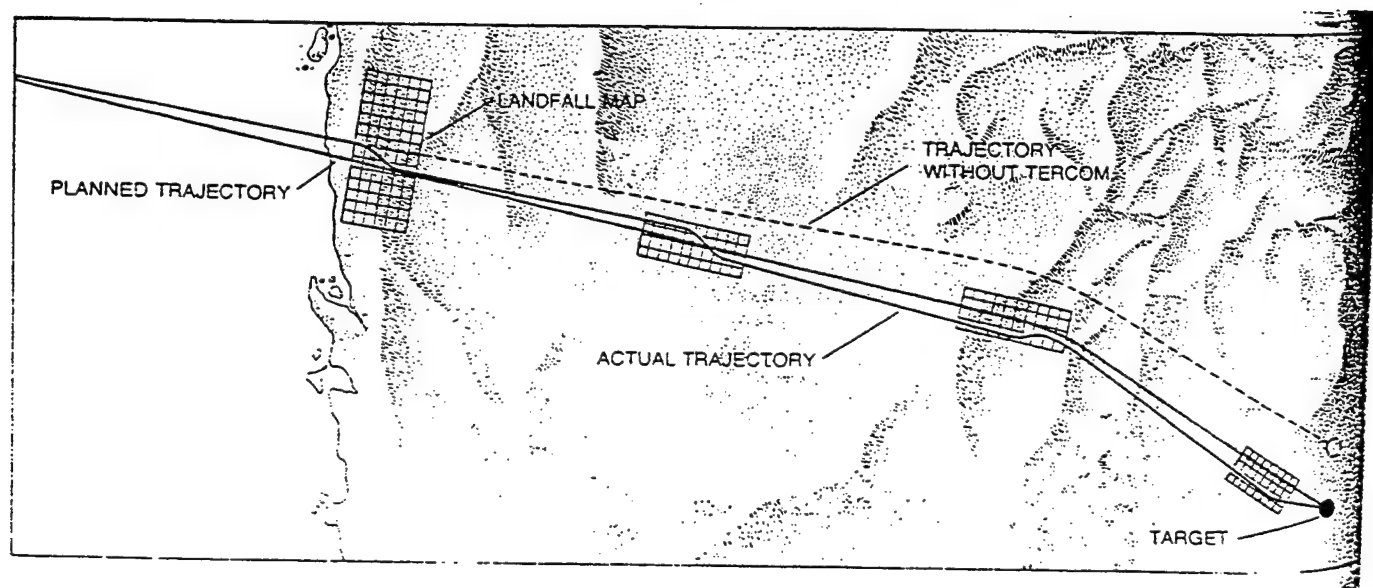 LANDFALL MAP
TRAJECTORY
WITHOUT TERCOM
PLANNED TRAJECTORY
ACTUAL TRAJECTORY
TARGET